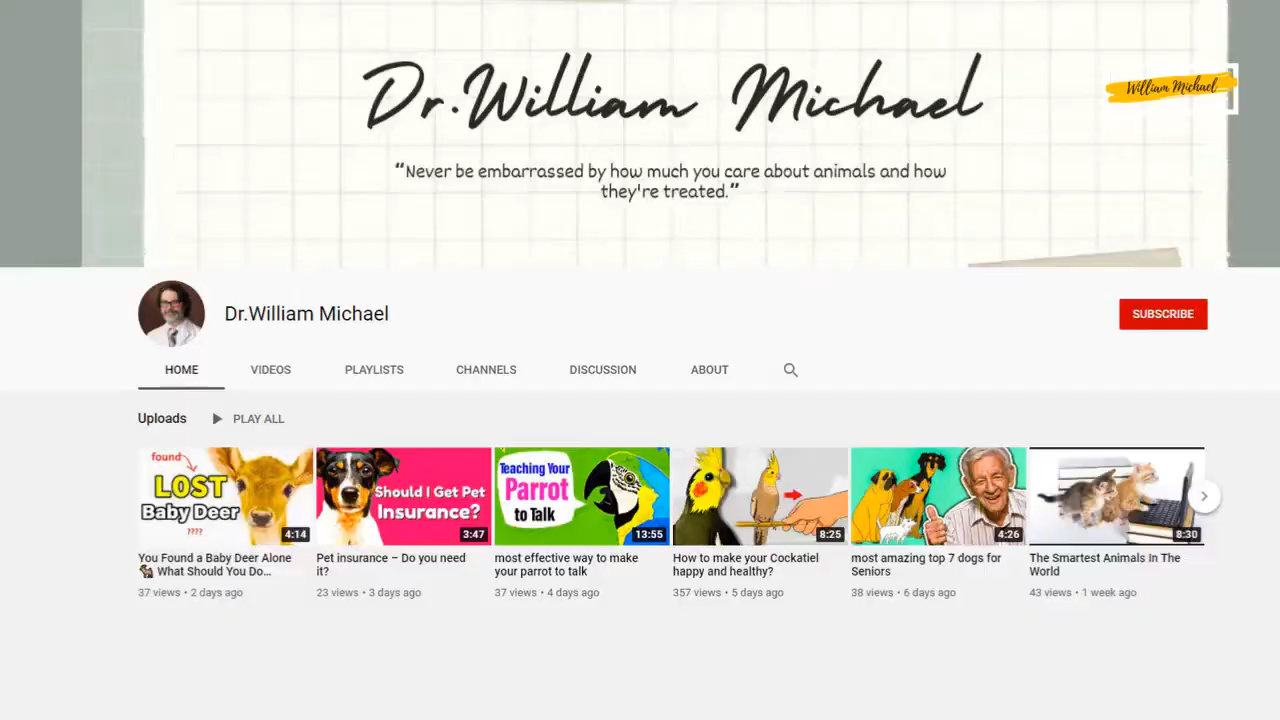 Dr.William Michael
William Michael
“Never be embarrassed by how much you care about animals and how
they're treated.”
Dr.William Michael
SUBSCRIBE
HOME VIDEOS PLAYLISTS CHANNELS DISCUSSION ABOUT
Uploads PLAY ALL
found
LOST
Baby Deer
????
4:14
Should I Get Pet
Insurance?
3:47
Teaching Your
Parrot
to Talk
13:55
8:25
4:26
8:30
You Found a Baby Deer Alone
What Should You Do...
37 views • 2 days ago
Pet insurance – Do you need
it?
23 views • 3 days ago
most effective way to make
your parrot to talk
37 views • 4 days ago
How to make your Cockatiel
happy and healthy?
357 views • 5 days ago
most amazing top 7 dogs for
Seniors
38 views • 6 days ago
The Smartest Animals In The
World
43 views • 1 week ago